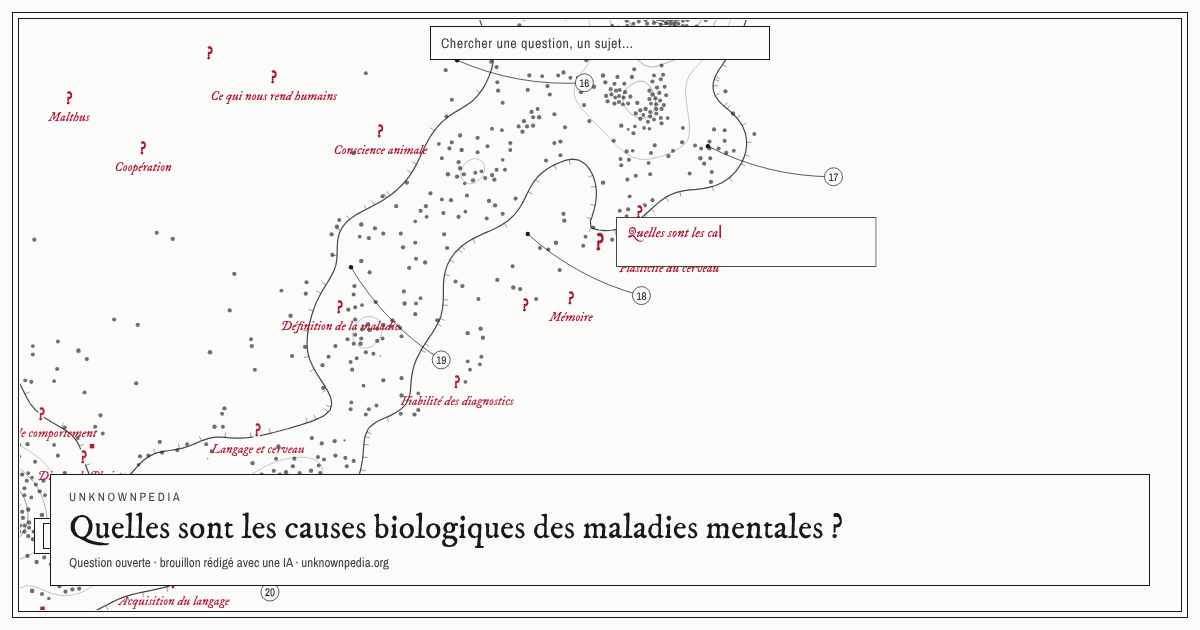 Chercher une question, un sujet...
?
?
Ce qui nous rend humains
16
?
Malthus
?
Conscience animale
?
Coopération
17
?
Quelles sont les ca
?
Plasticité du cerveau
18
?
Définition de la maladie
?
?
Mémoire
19
?
Fiabilité des diagnostics
?
le comportement
?
Langage et cerveau
?
UNKNOWNPEDIA
Quelles sont les causes biologiques des maladies mentales ?
Question ouverte · brouillon rédigé avec une IA · unknownpedia.org
20
Acquisition du langage